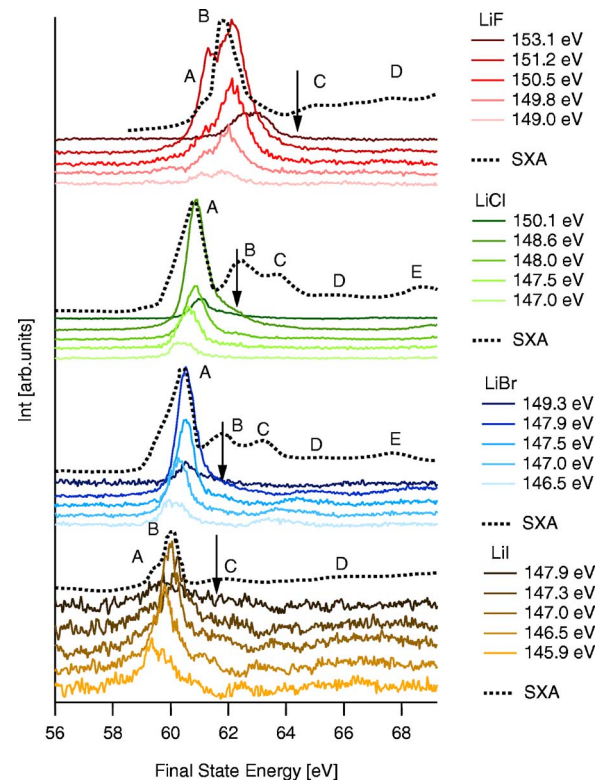 LiF
153.1 eV
151.2 eV
150.5 eV
149.8 eV
149.0 eV
SXA
B
A
C
D
LiCl
150.1 eV
148.6 eV
148.0 eV
147.5 eV
147.0 eV
SXA
A
B
C
D
E
Int [arb.units]
LiBr
149.3 eV
147.9 eV
147.5 eV
147.0 eV
146.5 eV
SXA
A
B
C
D
E
LiI
147.9 eV
147.3 eV
147.0 eV
146.5 eV
145.9 eV
SXA
B
A
C
D
56 58 60 62 64 66 68
Final State Energy [eV]